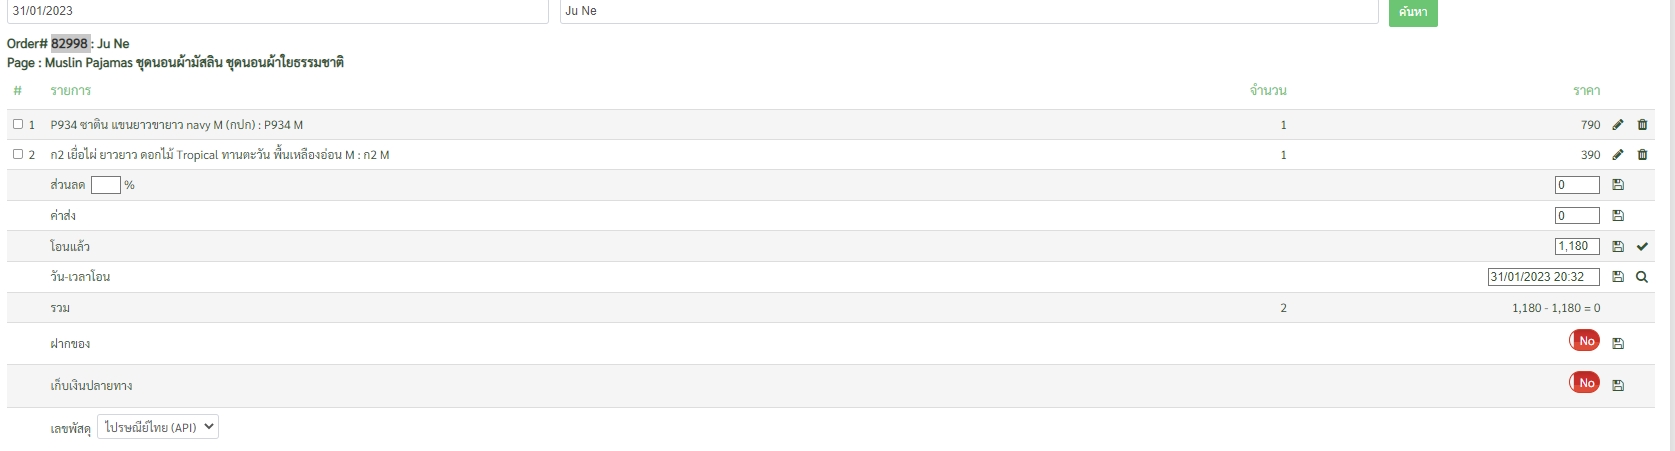 31/01/2023 Ju Ne ค้นหา
Order# 82998 : Ju Ne
Page : Muslin Pajamas ชุดนอนผ้ามัสลิน ชุดนอนผ้าใยธรรมชาติ
# รายการ จำนวน ราคา
1 P934 ซาติน แขนยาวขายาว navy M (กปก) : P934 M 1 790
2 ก2 เยื่อไผ่ ยาวยาว ดอกไม้ Tropical ทานตะวัน พื้นเหลืองอ่อน M : ก2 M 1 390
ส่วนลด % 0
ค่าส่ง 0
โอนแล้ว 1,180
วัน-เวลาโอน 31/01/2023 20:32
รวม 2 1,180 - 1,180 = 0
ฝากของ No
เก็บเงินปลายทาง No
เลขพัสดุ ไปรษณีย์ไทย (API)